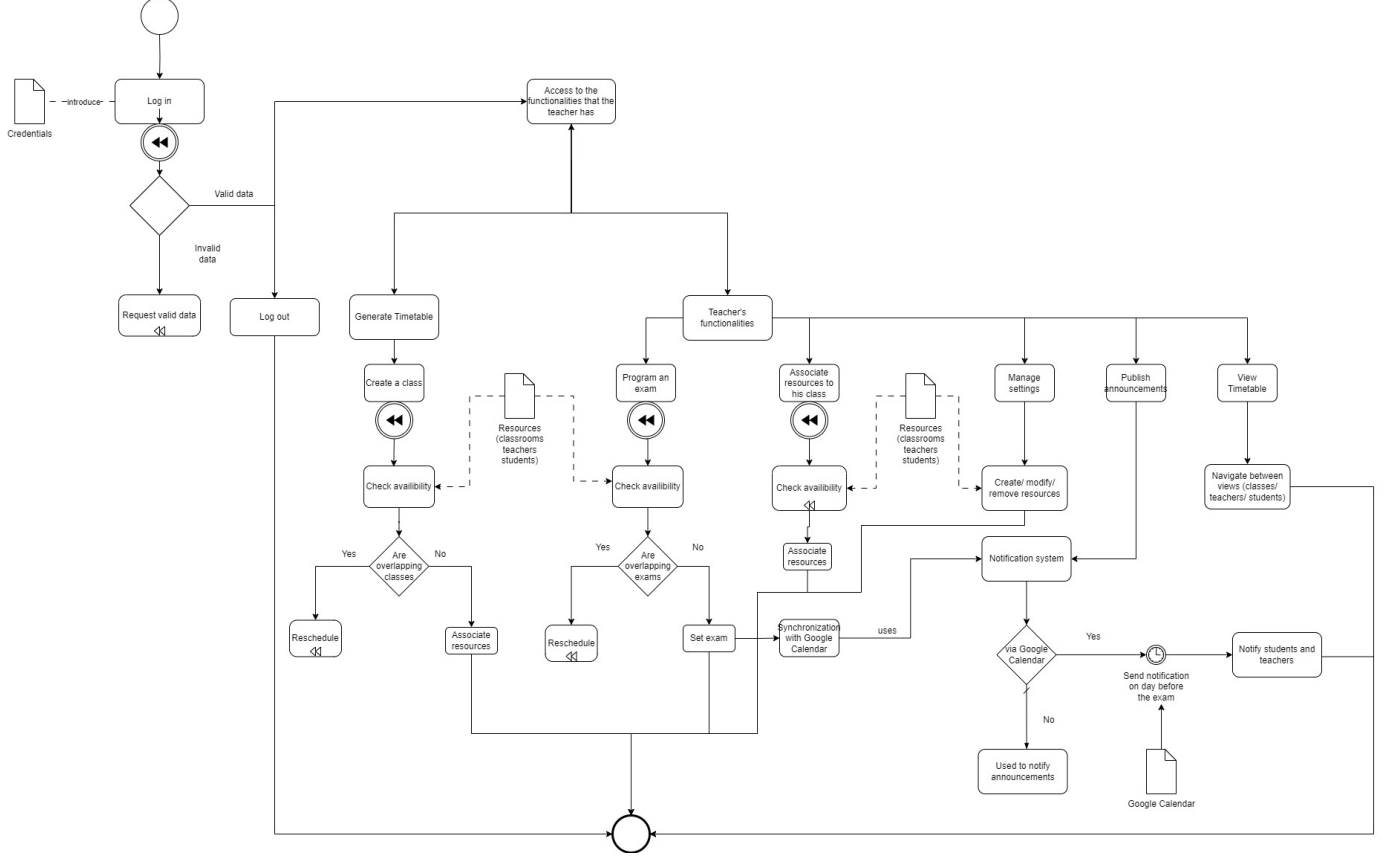 Access to the
functionalities that the
teacher has
Log in
introduce
Credentials
Valid data
Invalid
data
Request valid data
Log out
Generate Timetable
Teacher's
functionalities
Create a class
Program an
exam
Associate
resources to
his class
Manage
settings
Publish
announcements
View
Timetable
Resources
(classrooms
teachers
students)
Resources
(classrooms
teachers
students)
Check availibility
Check availibility
Check availibility
Create/ modify/
remove resources
Navigate between
views (classes/
teachers/ students)
Yes
Are
overlapping
classes
No
Yes
Are
overlapping
exams
No
Associate
resources
Notification system
Reschedule
Associate
resources
Reschedule
Set exam
Synchronization
with Google
Calendar
uses
via Google
Calendar
Yes
Send notification
on day before
the exam
Notify students and
teachers
No
Used to notify
announcements
Google Calendar